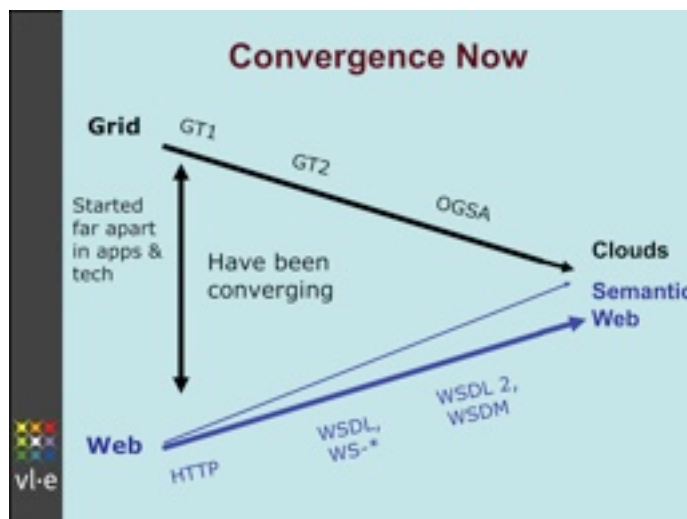 Convergence Now
Grid
GT1
GT2
OGSA
Started
far apart
in apps &
tech
Have been
converging
Clouds
Semantic
Web
Web
HTTP
WSDL,
WS-*
WSDL 2,
WSDM
vl·e